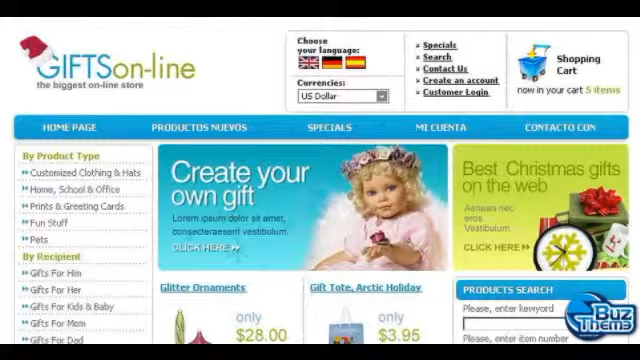 GIFTSon-line
the biggest on-line store
Choose
your language:
Currencies:
US Dollar
» Specials
» Search
» Contact Us
» Create an account
» Customer Login
Shopping
Cart
now in your cart 5 items
HOME PAGE
PRODUCTOS NUEVOS
SPECIALS
MI CUENTA
CONTACTO CON
By Product Type
Customized Clothing & Hats
Home, School & Office
Prints & Greeting Cards
Fun Stuff
Pets
By Recipient
Gifts For Him
Gifts For Her
Gifts For Kids & Baby
Gifts For Mom
Gifts For Dad
Create your
own gift
Lorem ipsum dolor sit amet,
consecteraeserit vestibulum.
CLICK HERE
Best Christmas gifts
on the web
Aenean nec
eros.
Vestibulum
CLICK HERE
Glitter Ornaments
only
$28.00
Gift Tote, Arctic Holiday
only
$3.95
PRODUCTS SEARCH
Please, enter kewyord
Please, enter item number
Buz
Them3